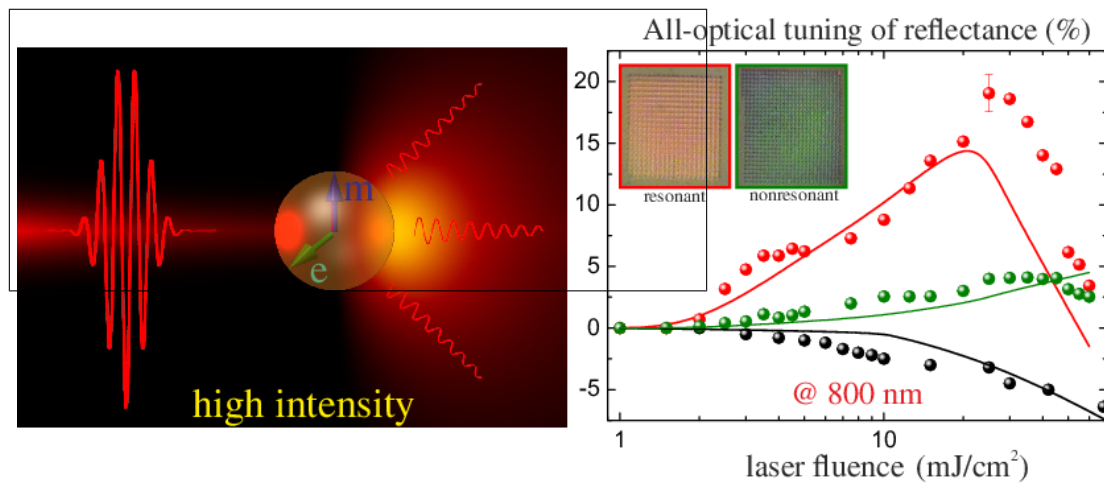 m
e
high intensity
All-optical tuning of reflectance (%)
20
15
10
5
0
-5
resonant
nonresonant
@ 800 nm
1
10
laser fluence (mJ/cm²)